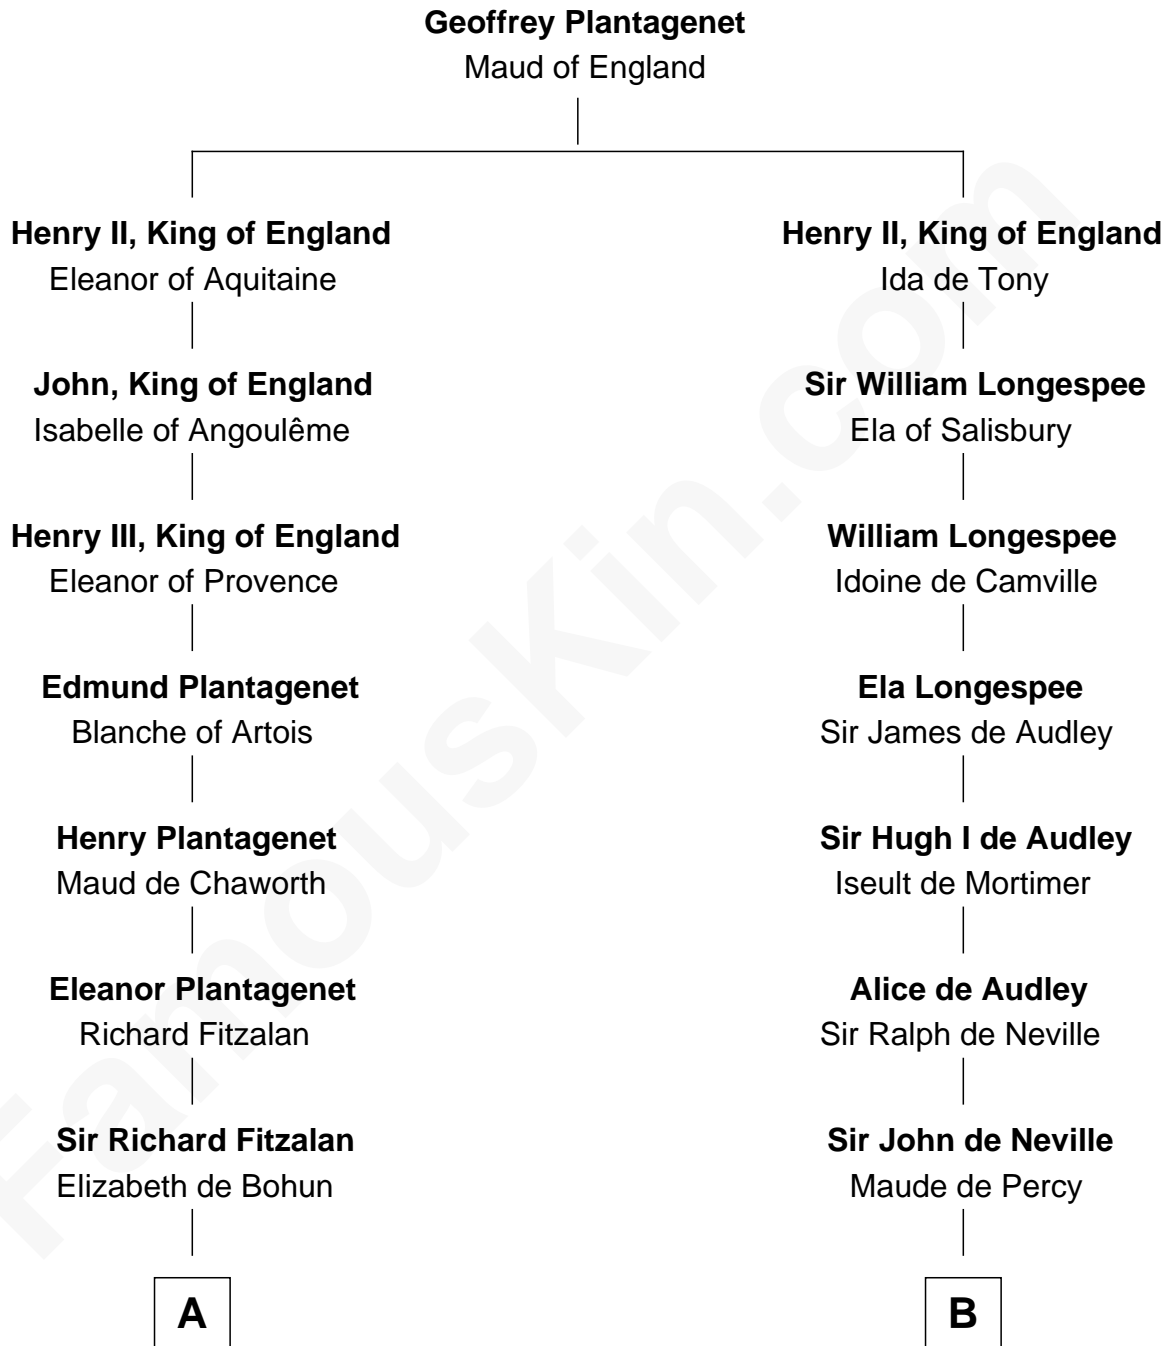 Geoffrey Plantagenet
Maud of England
Henry II, King of England
Eleanor of Aquitaine
John, King of England
Isabelle of Angoulême
Henry III, King of England
Eleanor of Provence
Edmund Plantagenet
Blanche of Artois
Henry Plantagenet
Maud de Chaworth
Eleanor Plantagenet
Richard Fitzalan
Sir Richard Fitzalan
Elizabeth de Bohun
A
Henry II, King of England
Ida de Tony
Sir William Longespee
Ela of Salisbury
William Longespee
Idoine de Camville
Ela Longespee
Sir James de Audley
Sir Hugh I de Audley
Iseult de Mortimer
Alice de Audley
Sir Ralph de Neville
Sir John de Neville
Maude de Percy
B
FamousKin.com